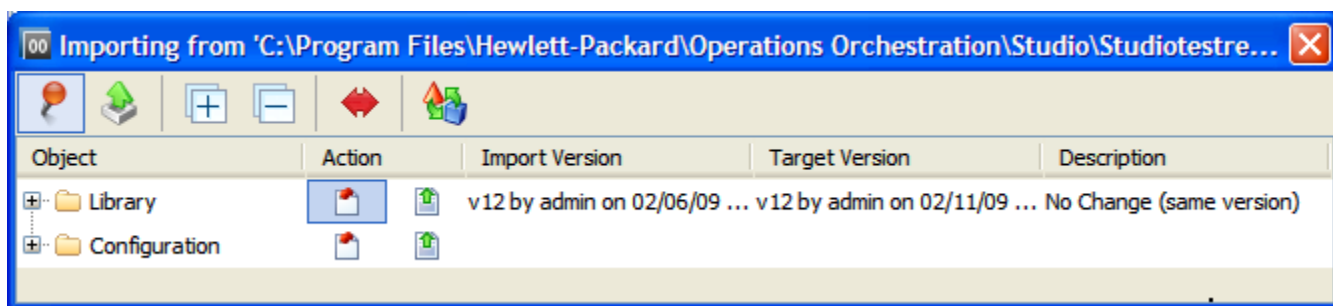 00 Importing from 'C:\Program Files\Hewlett-Packard\Operations Orchestration\Studio\Studiotestre...
Object Action Import Version Target Version Description
Library v12 by admin on 02/06/09 ... v12 by admin on 02/11/09 ... No Change (same version)
Configuration